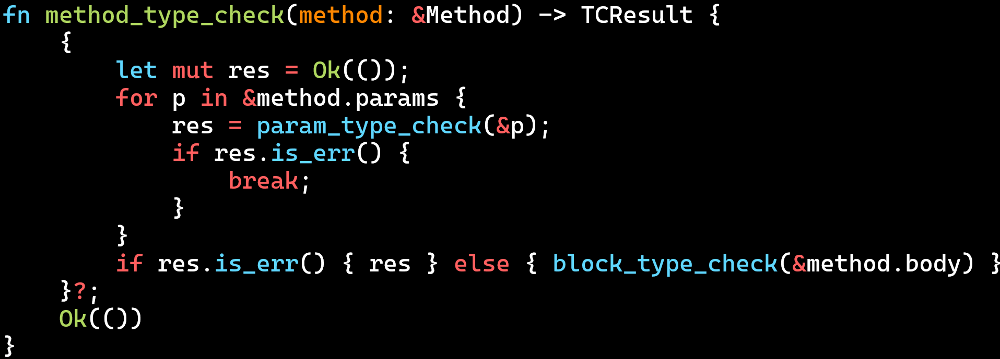 fn method_type_check(method: &Method) -> TCResult {
    {
        let mut res = Ok(());
        for p in &method.params {
            res = param_type_check(&p);
            if res.is_err() {
                break;
            }
        }
        if res.is_err() { res } else { block_type_check(&method.body) }
    }?;
    Ok(())
}